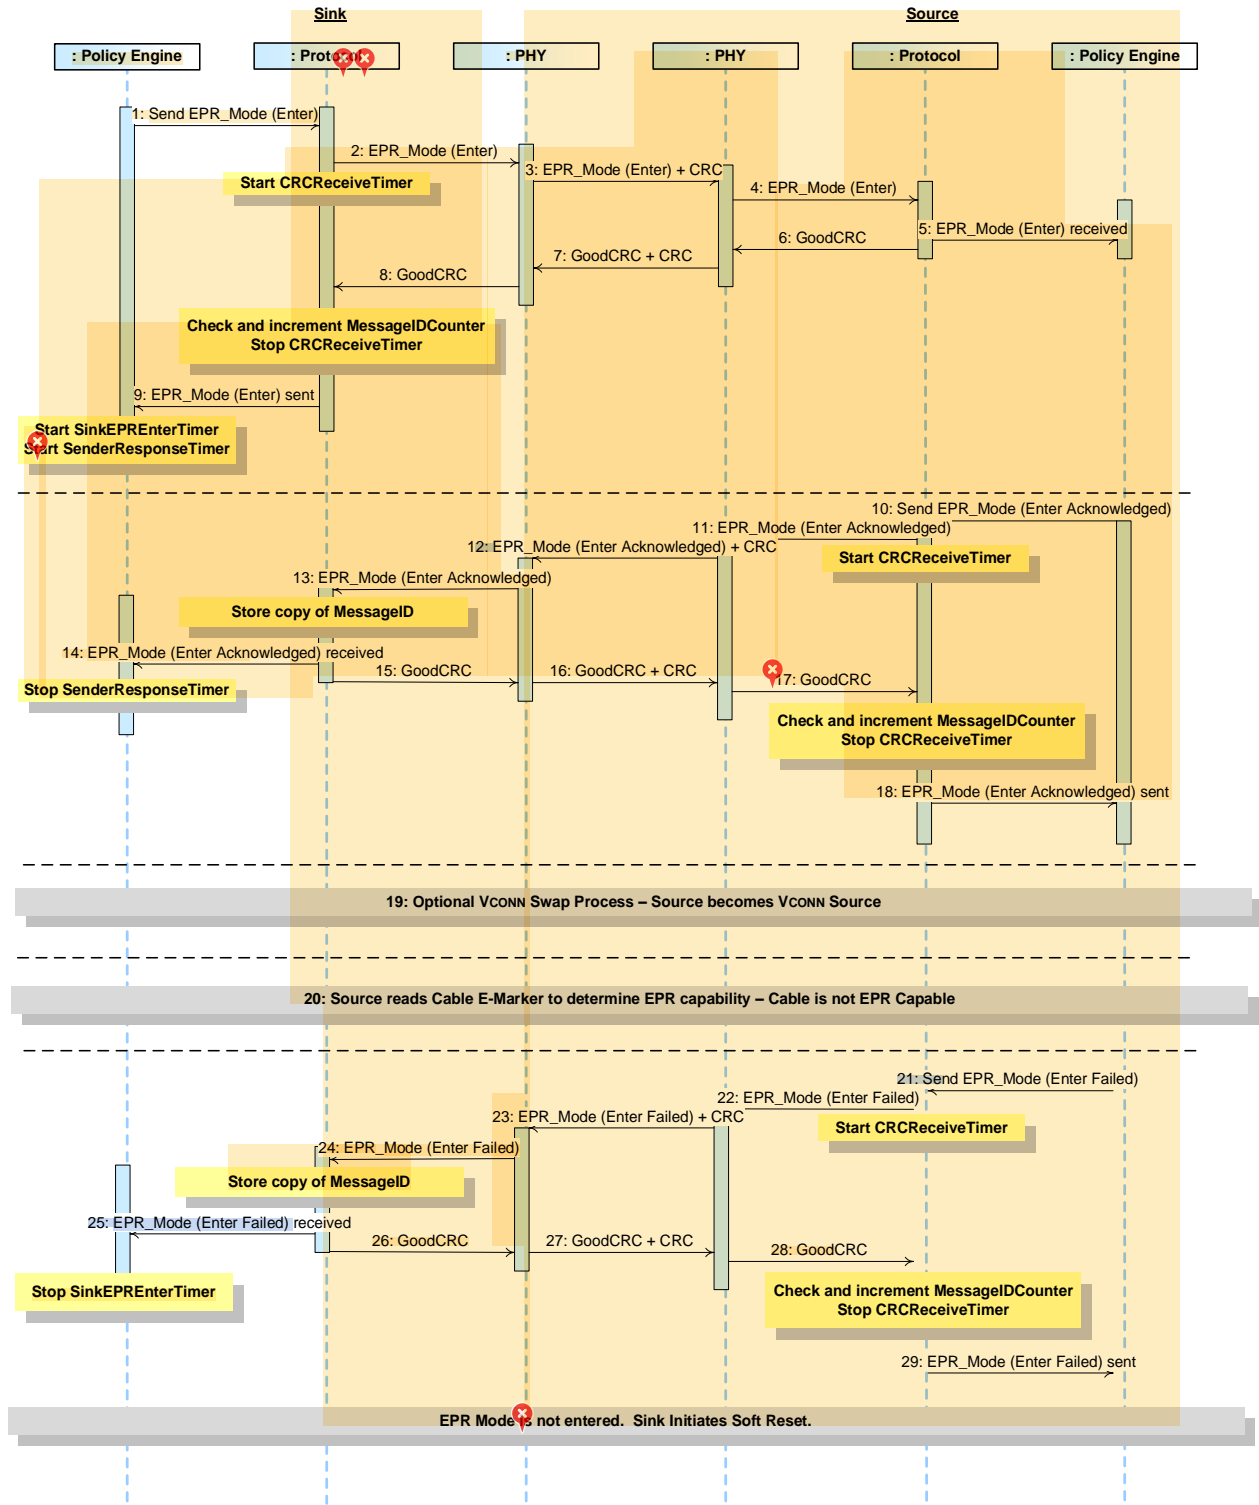 Sink
Source
: Policy Engine
: Protocol
: PHY
: PHY
: Protocol
: Policy Engine
1: Send EPR_Mode (Enter)
2: EPR_Mode (Enter)
3: EPR_Mode (Enter) + CRC
Start CRCReceiveTimer
4: EPR_Mode (Enter)
5: EPR_Mode (Enter) received
6: GoodCRC
7: GoodCRC + CRC
8: GoodCRC
Check and increment MessageIDCounter
Stop CRCReceiveTimer
9: EPR_Mode (Enter) sent
Start SinkEPREnterTimer
Start SenderResponseTimer
10: Send EPR_Mode (Enter Acknowledged)
11: EPR_Mode (Enter Acknowledged)
12: EPR_Mode (Enter Acknowledged) + CRC
Start CRCReceiveTimer
13: EPR_Mode (Enter Acknowledged)
Store copy of MessageID
14: EPR_Mode (Enter Acknowledged) received
15: GoodCRC
16: GoodCRC + CRC
17: GoodCRC
Stop SenderResponseTimer
Check and increment MessageIDCounter
Stop CRCReceiveTimer
18: EPR_Mode (Enter Acknowledged) sent
19: Optional VCONN Swap Process – Source becomes VCONN Source
20: Source reads Cable E-Marker to determine EPR capability – Cable is not EPR Capable
21: Send EPR_Mode (Enter Failed)
22: EPR_Mode (Enter Failed)
23: EPR_Mode (Enter Failed) + CRC
Start CRCReceiveTimer
24: EPR_Mode (Enter Failed)
Store copy of MessageID
25: EPR_Mode (Enter Failed) received
26: GoodCRC
27: GoodCRC + CRC
28: GoodCRC
Stop SinkEPREnterTimer
Check and increment MessageIDCounter
Stop CRCReceiveTimer
29: EPR_Mode (Enter Failed) sent
EPR Mode is not entered. Sink Initiates Soft Reset.